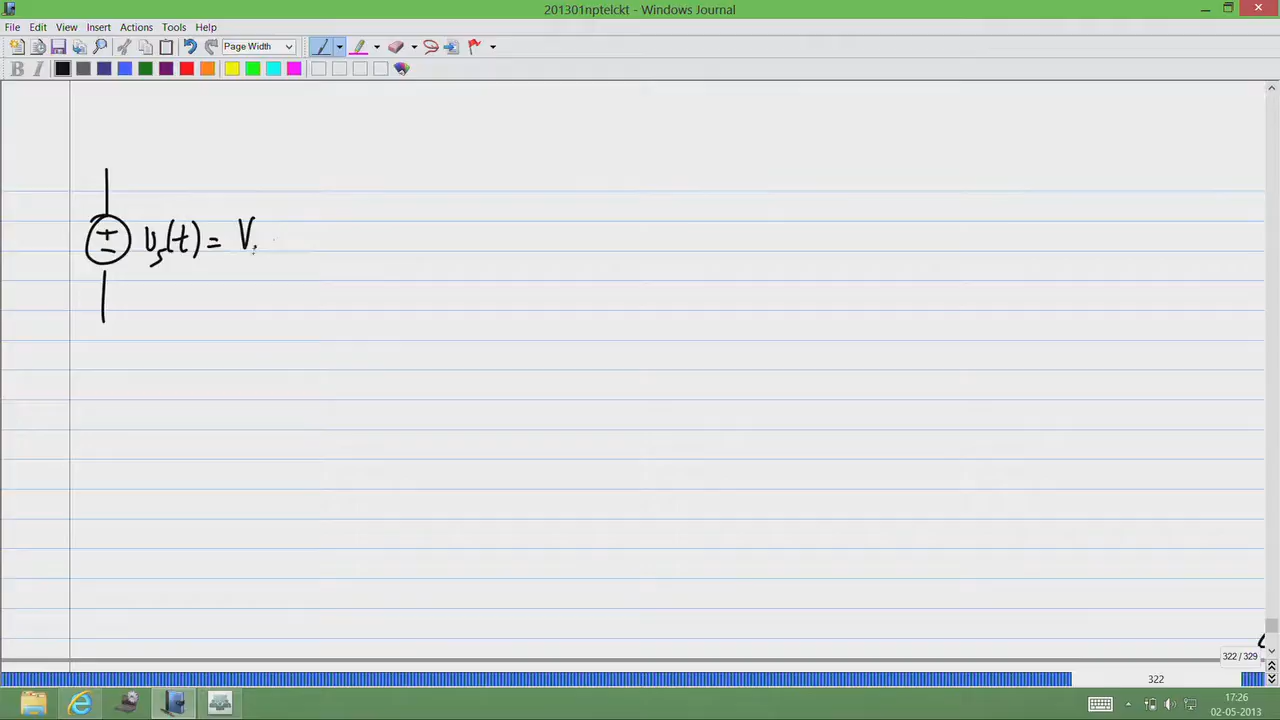 201301nptelckt - Windows Journal
File Edit View Insert Actions Tools Help
Page Width
B I
+
− v_s(t) = V
322 / 329
322
17:26
02-05-2013